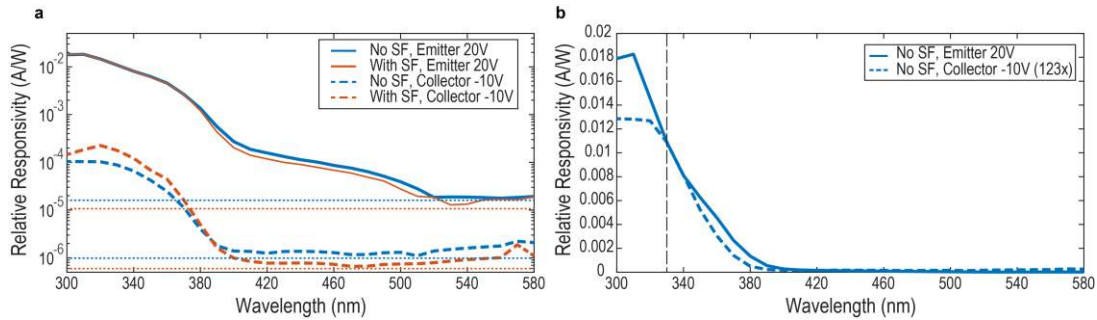 a
Relative Responsivity (A/W)
10-2
10-3
10-4
10-5
10-6
No SF, Emitter 20V
With SF, Emitter 20V
No SF, Collector -10V
With SF, Collector -10V
300 340 380 420 460 500 540 580
Wavelength (nm)
b
Relative Responsivity (A/W)
0.02
0.018
0.016
0.014
0.012
0.01
0.008
0.006
0.004
0.002
0
No SF, Emitter 20V
No SF, Collector -10V (123x)
300 340 380 420 460 500 540 580
Wavelength (nm)